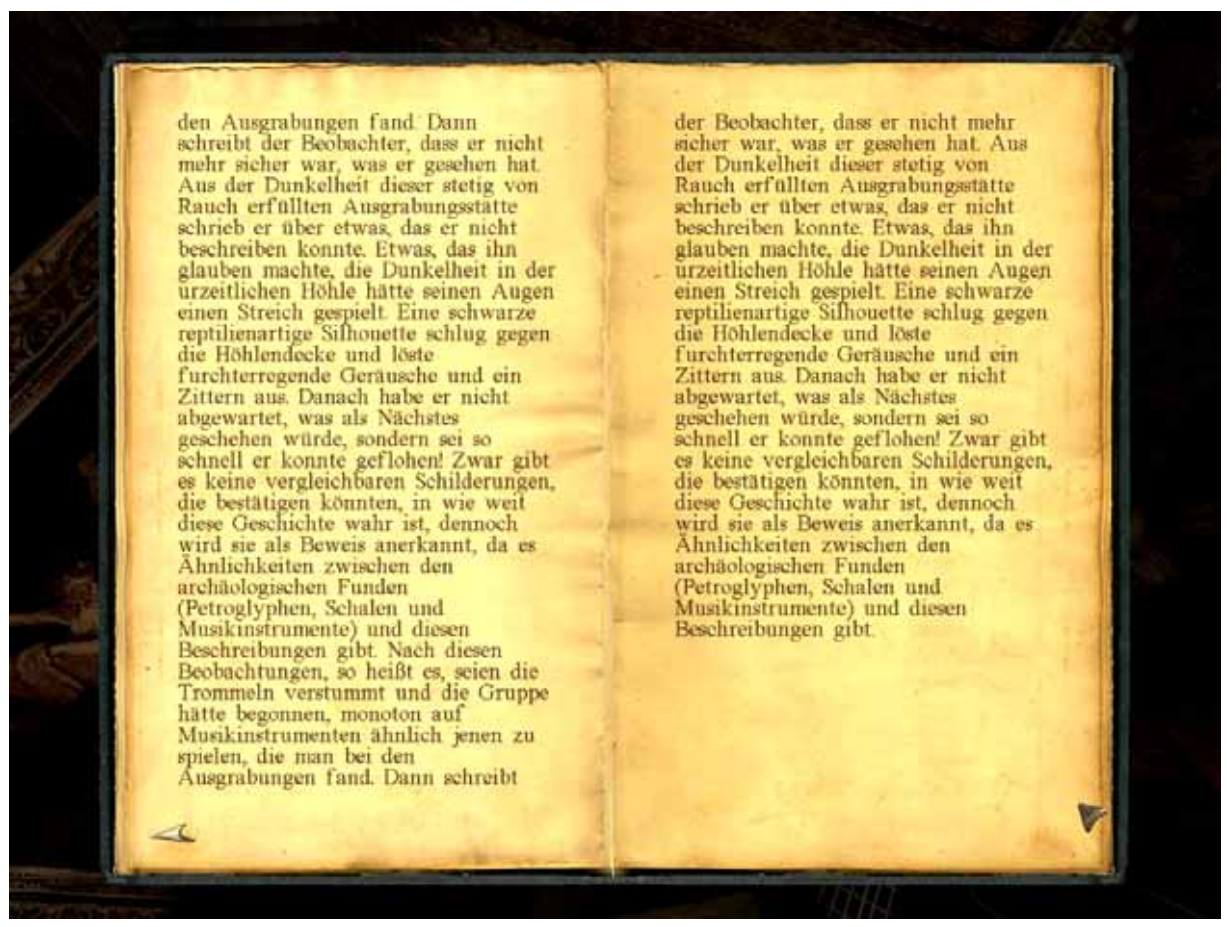 den Ausgrabungen fand. Dann
schreibt der Beobachter, dass er nicht
mehr sicher war, was er gesehen hat.
Aus der Dunkelheit dieser stetig von
Rauch erfüllten Ausgrabungsstätte
schrieb er über etwas, das er nicht
beschreiben konnte. Etwas, das ihn
glauben machte, die Dunkelheit in der
urzeitlichen Höhle hätte seinen Augen
einen Streich gespielt. Eine schwarze
reptilienartige Silhouette schlug gegen
die Höhlendecke und löste
furchterregende Geräusche und ein
Zittern aus. Danach habe er nicht
abgewartet, was als Nächstes
geschehen würde, sondern sei so
schnell er konnte geflohen! Zwar gibt
es keine vergleichbaren Schilderungen,
die bestätigen könnten, in wie weit
diese Geschichte wahr ist, dennoch
wird sie als Beweis anerkannt, da es
Ähnlichkeiten zwischen den
archäologischen Funden
(Petroglyphen, Schalen und
Musikinstrumente) und diesen
Beschreibungen gibt. Nach diesen
Beobachtungen, so heißt es, seien die
Trommeln verstummt und die Gruppe
hätte begonnen, monoton auf
Musikinstrumenten ähnlich jenen zu
spielen, die man bei den
Ausgrabungen fand. Dann schreibt
der Beobachter, dass er nicht mehr
sicher war, was er gesehen hat. Aus
der Dunkelheit dieser stetig von
Rauch erfüllten Ausgrabungsstätte
schrieb er über etwas, das er nicht
beschreiben konnte. Etwas, das ihn
glauben machte, die Dunkelheit in der
urzeitlichen Höhle hätte seinen Augen
einen Streich gespielt. Eine schwarze
reptilienartige Silhouette schlug gegen
die Höhlendecke und löste
furchterregende Geräusche und ein
Zittern aus. Danach habe er nicht
abgewartet, was als Nächstes
geschehen würde, sondern sei so
schnell er konnte geflohen! Zwar gibt
es keine vergleichbaren Schilderungen,
die bestätigen könnten, in wie weit
diese Geschichte wahr ist, dennoch
wird sie als Beweis anerkannt, da es
Ähnlichkeiten zwischen den
archäologischen Funden
(Petroglyphen, Schalen und
Musikinstrumente) und diesen
Beschreibungen gibt.